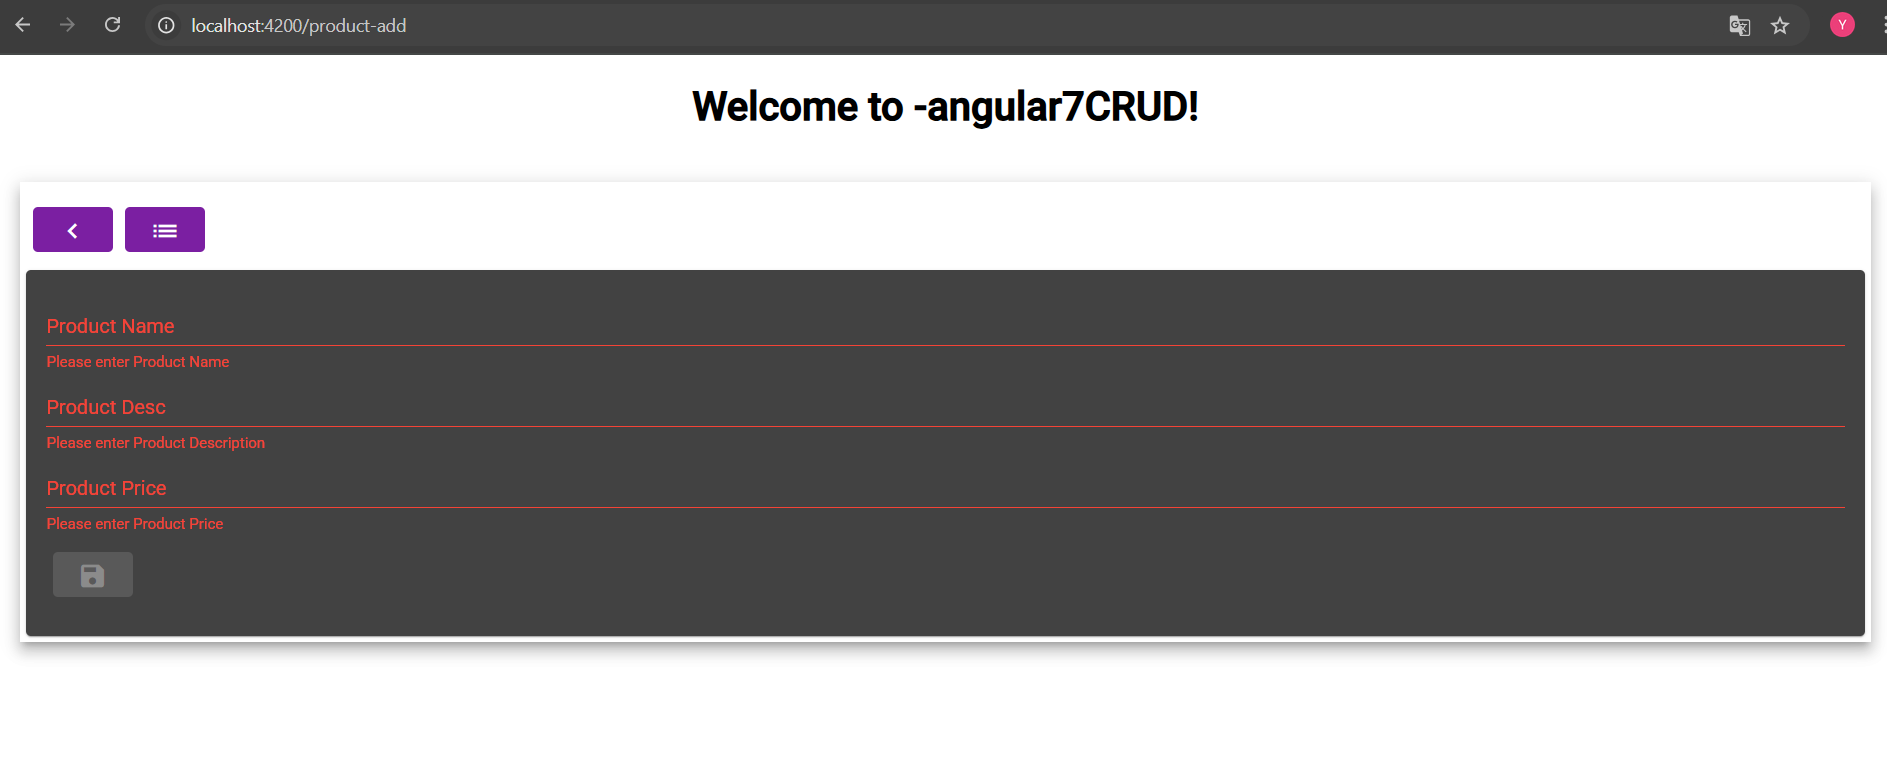 localhost:4200/product-add
Y
Welcome to -angular7CRUD!
Product Name
Please enter Product Name
Product Desc
Please enter Product Description
Product Price
Please enter Product Price